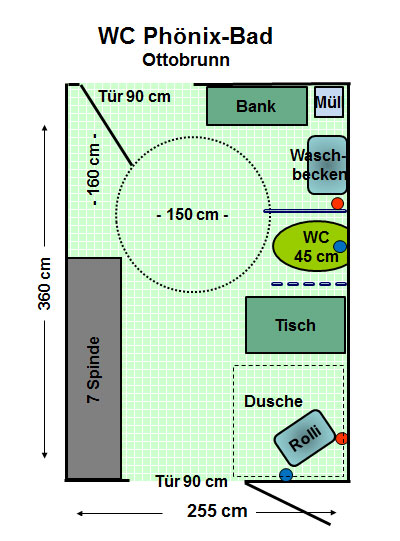 WC Phönix-Bad
Ottobrunn
Tür 90 cm
Bank
Mül
- 160 cm -
Wasch-
becken
- 150 cm -
WC
45 cm
360 cm
Tisch
7 Spinde
Dusche
Rolli
Tür 90 cm
255 cm